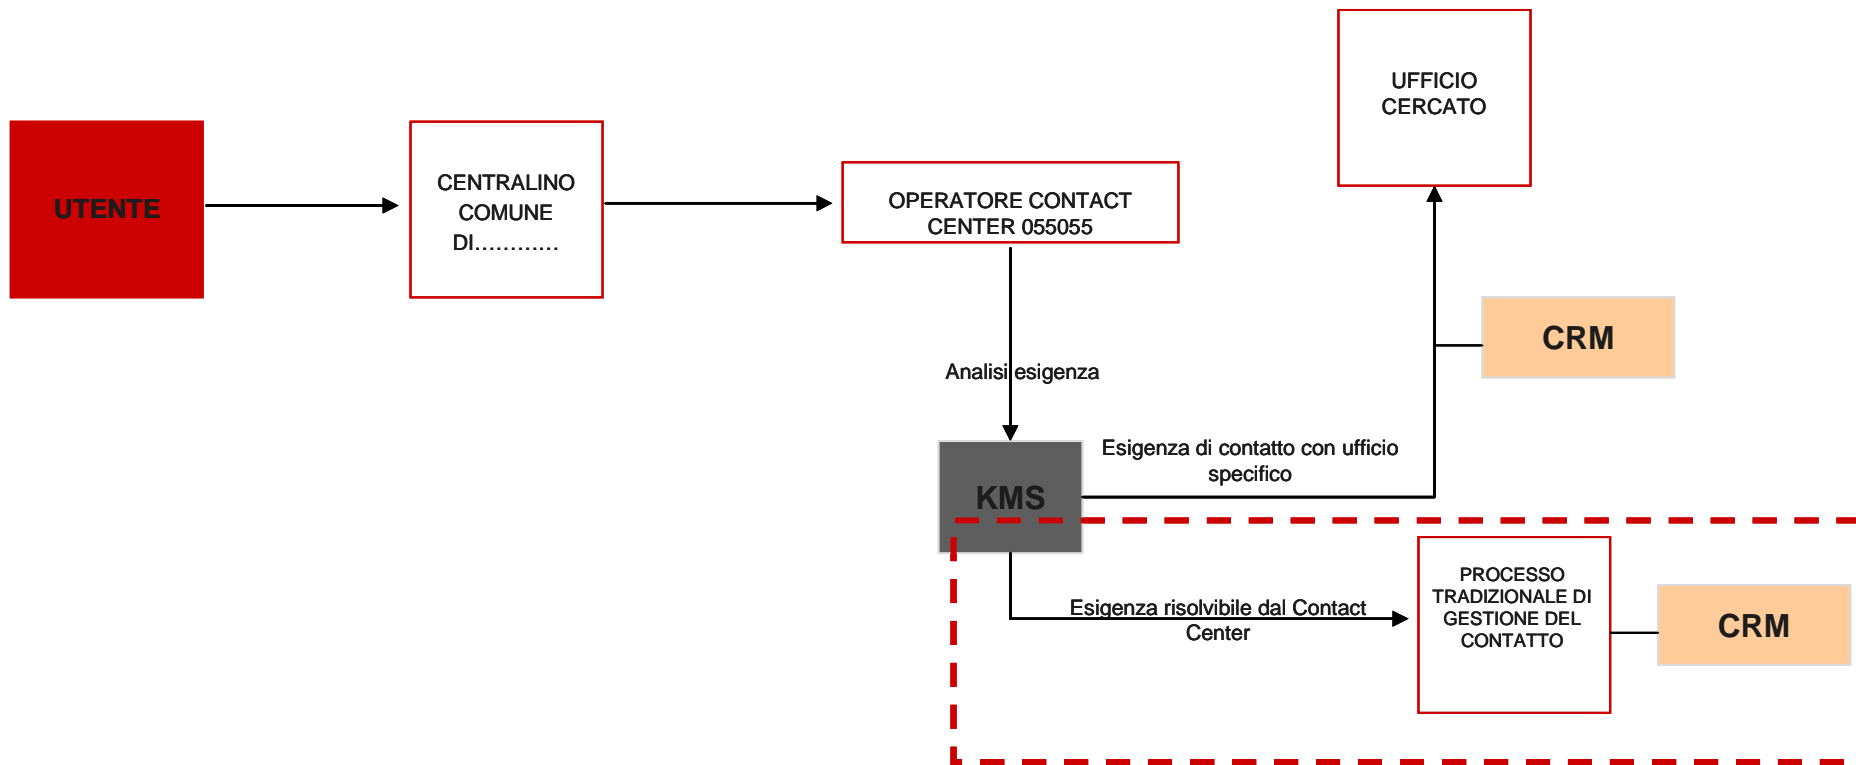 UTENTE
CENTRALINO
COMUNE
DI............
OPERATORE CONTACT
CENTER 055055
UFFICIO
CERCATO
CRM
Analisi esigenza
KMS
Esigenza di contatto con ufficio
specifico
Esigenza risolvibile dal Contact
Center
PROCESSO
TRADIZIONALE DI
GESTIONE DEL
CONTATTO
CRM